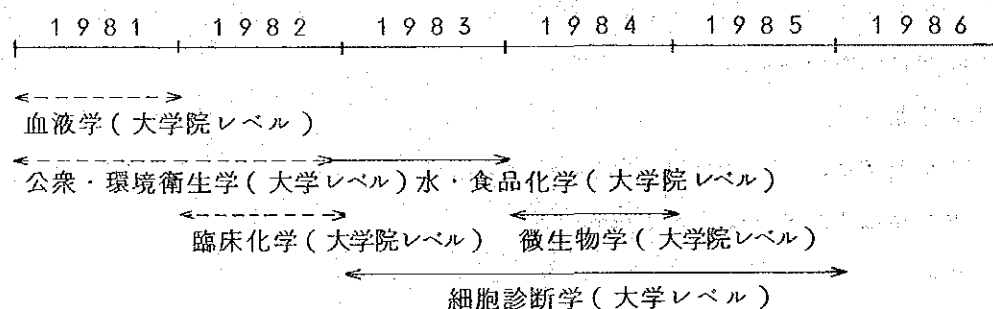 1981 1982 1983 1984 1985 1986
血液学(大学院レベル)
公衆・環境衛生学(大学レベル)水・食品化学(大学院レベル)
臨床化学(大学院レベル) 微生物学(大学院レベル)
細胞診断学(大学レベル)